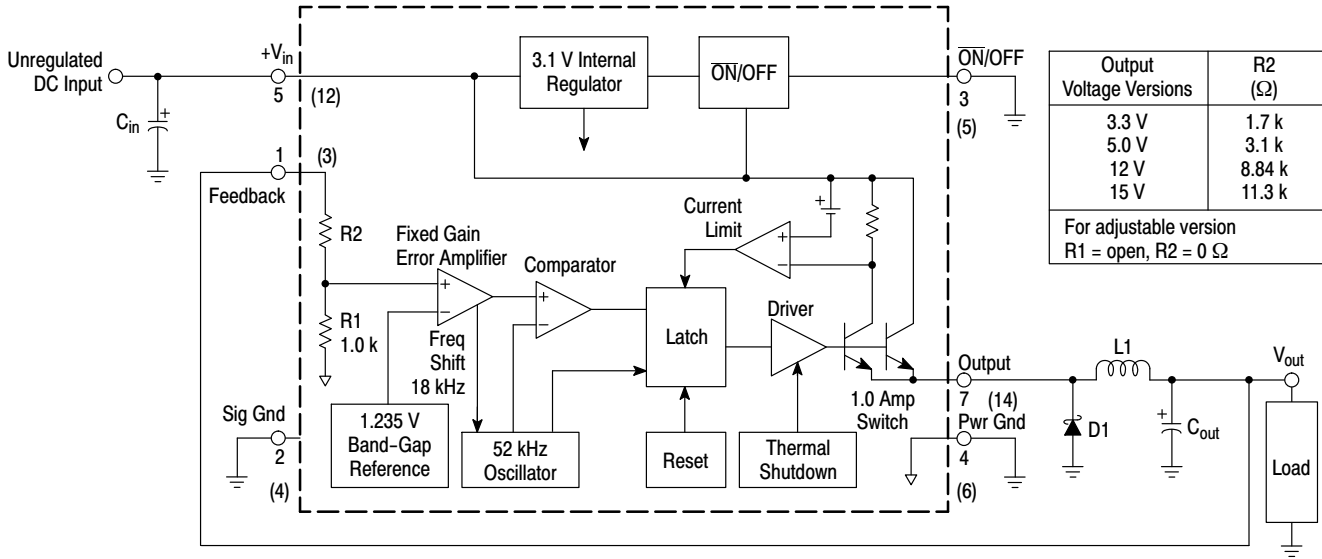 Unregulated
DC Input
+V_in
5
(12)
C_in
+
3.1 V Internal
Regulator
O̅N̅/OFF
O̅N̅/OFF
3
(5)
Output
Voltage Versions
R2
(Ω)
3.3 V
1.7 k
5.0 V
3.1 k
12 V
8.84 k
15 V
11.3 k
For adjustable version
R1 = open, R2 = 0 Ω
1
(3)
Feedback
R2
R1
1.0 k
Fixed Gain
Error Amplifier
+
–
Comparator
+
–
Current
Limit
+
+
–
Freq
Shift
18 kHz
Latch
Driver
1.0 Amp
Switch
Output
7
(14)
Pwr Gnd
4
(6)
L1
V_out
D1
+
C_out
Load
Sig Gnd
2
(4)
1.235 V
Band–Gap
Reference
52 kHz
Oscillator
Reset
Thermal
Shutdown